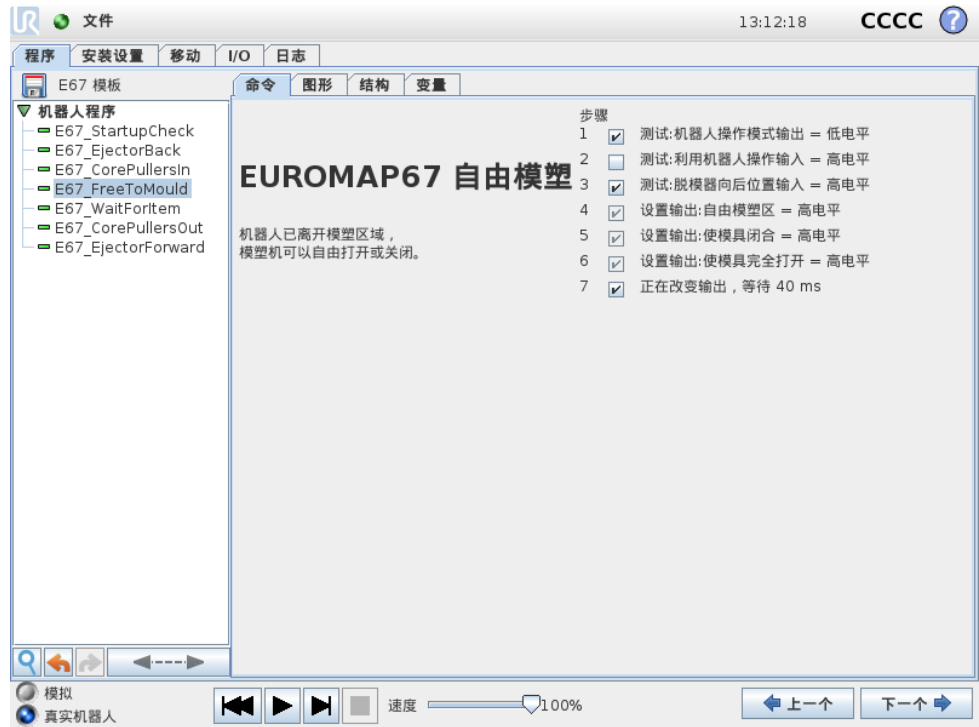 UR 文件 13:12:18 CCCC ?
程序 安装设置 移动 I/O 日志
E67 模板
命令 图形 结构 变量
机器人程序
E67_StartupCheck
E67_EjectorBack
E67_CorePullersIn
E67_FreeToMould
E67_WaitForItem
E67_CorePullersOut
E67_EjectorForward
EUROMAP67 自由模塑
机器人已离开模塑区域，
模塑机可以自由打开或关闭。
步骤
1 测试:机器人操作模式输出 = 低电平
2 测试:利用机器人操作输入 = 高电平
3 测试:脱模器向后位置输入 = 高电平
4 设置输出:自由模塑区 = 高电平
5 设置输出:使模具闭合 = 高电平
6 设置输出:使模具完全打开 = 高电平
7 正在改变输出，等待 40 ms
模拟
真实机器人
速度 100%
上一个 下一个